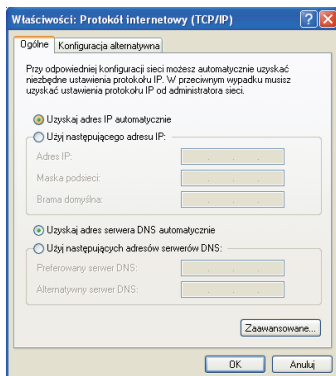 Właściwości: Protokół internetowy (TCP/IP)
Ogólne
Konfiguracja alternatywna
Przy odpowiedniej konfiguracji sieci możesz automatycznie uzyskać
niezbędne ustawienia protokołu IP. W przeciwnym wypadku musisz
uzyskać ustawienia protokołu IP od administratora sieci.
Uzyskaj adres IP automatycznie
Użyj następującego adresu IP:
Adres IP:
Maska podsieci:
Brama domyślna:
Uzyskaj adres serwera DNS automatycznie
Użyj następujących adresów serwerów DNS:
Preferowany serwer DNS:
Alternatywny serwer DNS:
Zaawansowane...
OK
Anuluj